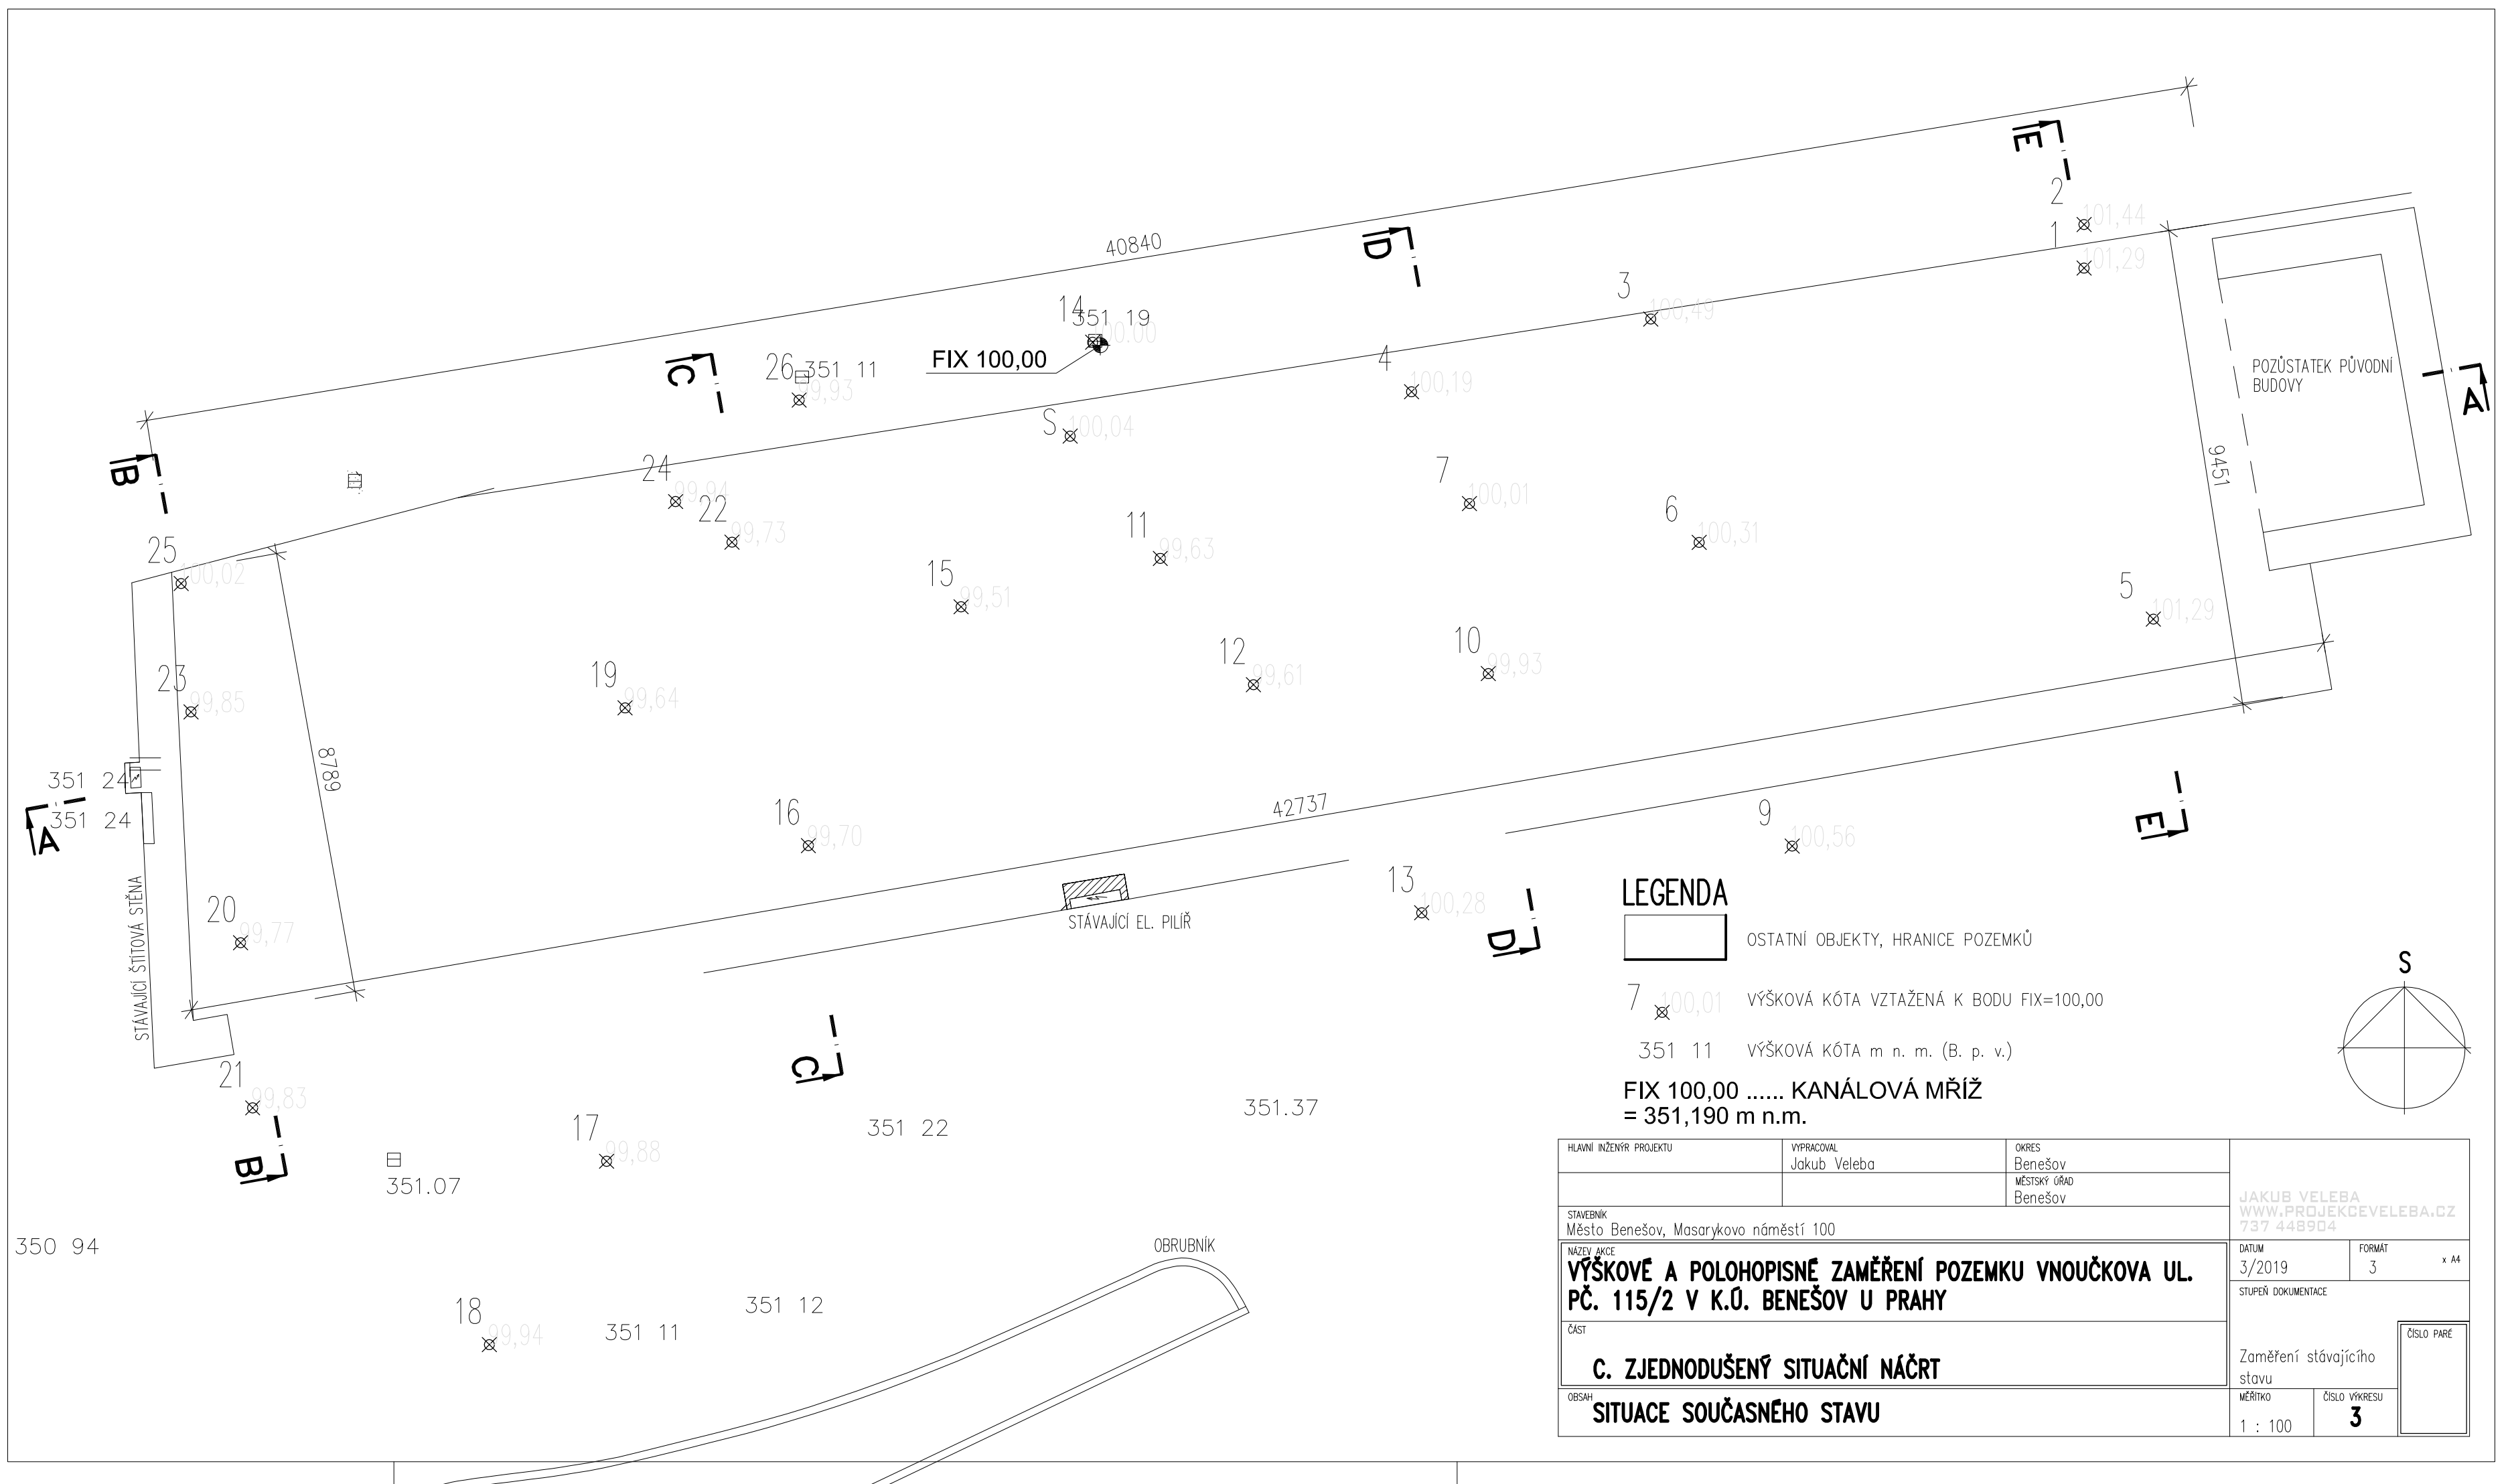 E
2
101,44
1
101,29
40840
D
3
100,49
14
351 19
100.00
FIX 100,00
4
100,19
C
26
351 11
99,93
S
100,04
POZŮSTATEK PŮVODNÍ
BUDOVY
A
B
24
99,94
22
99,73
7
100,01
9451
6
100,31
11
99,63
25
100,02
15
99,51
5
101,29
12
99,61
10
99,93
23
99,85
19
99,64
8789
351 24
351 24
A
16
99,70
42737
9
100,56
E
STÁVAJÍCÍ ŠTÍTOVÁ STĚNA
20
99,77
STÁVAJÍCÍ EL. PILÍŘ
13
100,28
D
LEGENDA
OSTATNÍ OBJEKTY, HRANICE POZEMKŮ
7
100,01
VÝŠKOVÁ KÓTA VZTAŽENÁ K BODU FIX=100,00
351 11
VÝŠKOVÁ KÓTA m n. m. (B. p. v.)
FIX 100,00 ...... KANÁLOVÁ MŘÍŽ
= 351,190 m n.m.
S
C
21
99,83
B
17
99,88
351 22
351.37
351.07
350 94
OBRUBNÍK
18
99,94
351 11
351 12
HLAVNÍ INŽENÝR PROJEKTU
VYPRACOVAL
Jakub Veleba
OKRES
Benešov
MĚSTSKÝ ÚŘAD
Benešov
JAKUB VELEBA
WWW.PROJEKCEVELEBA.CZ
737 448904
STAVEBNÍK
Město Benešov, Masarykovo náměstí 100
NÁZEV AKCE
VÝŠKOVÉ A POLOHOPISNÉ ZAMĚŘENÍ POZEMKU VNOUČKOVA UL.
PČ. 115/2 V K.Ú. BENEŠOV U PRAHY
DATUM
3/2019
FORMÁT
3 x A4
STUPEŇ DOKUMENTACE
Zaměření stávajícího
stavu
ČÍSLO PARÉ
ČÁST
C. ZJEDNODUŠENÝ SITUAČNÍ NÁČRT
OBSAH
SITUACE SOUČASNÉHO STAVU
MĚŘÍTKO
1 : 100
ČÍSLO VÝKRESU
3